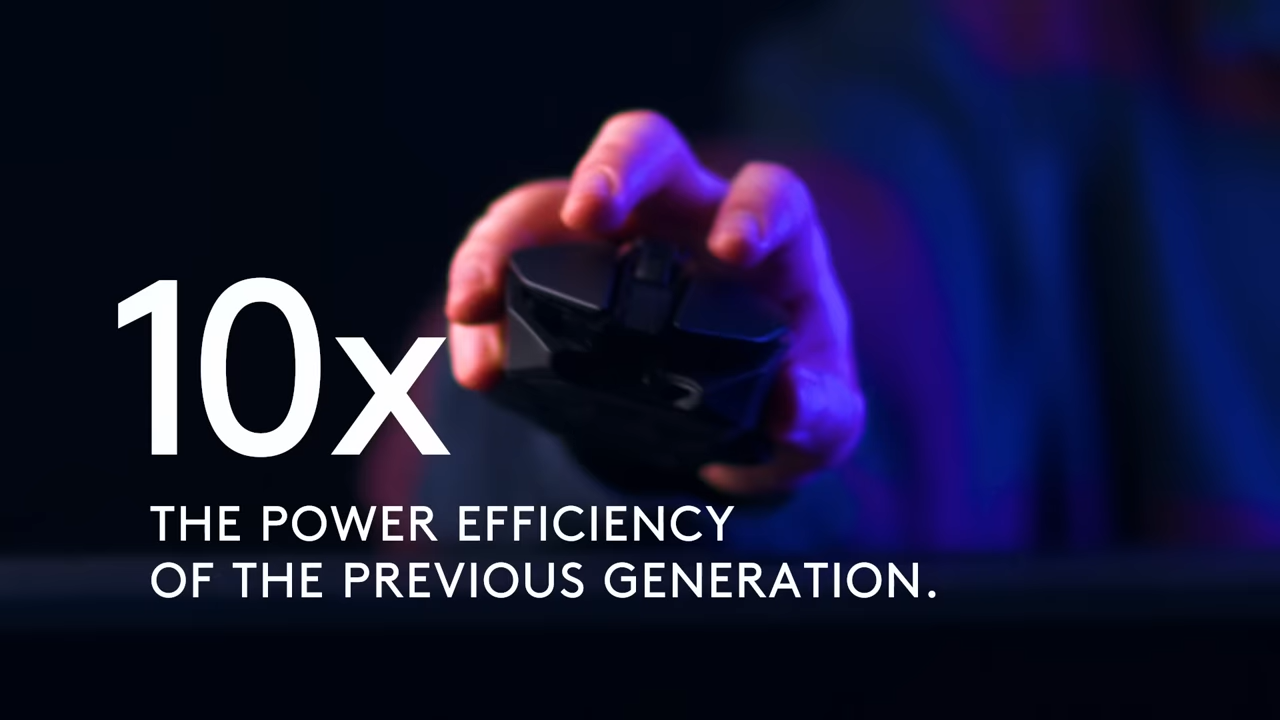 10x
THE POWER EFFICIENCY
OF THE PREVIOUS GENERATION.